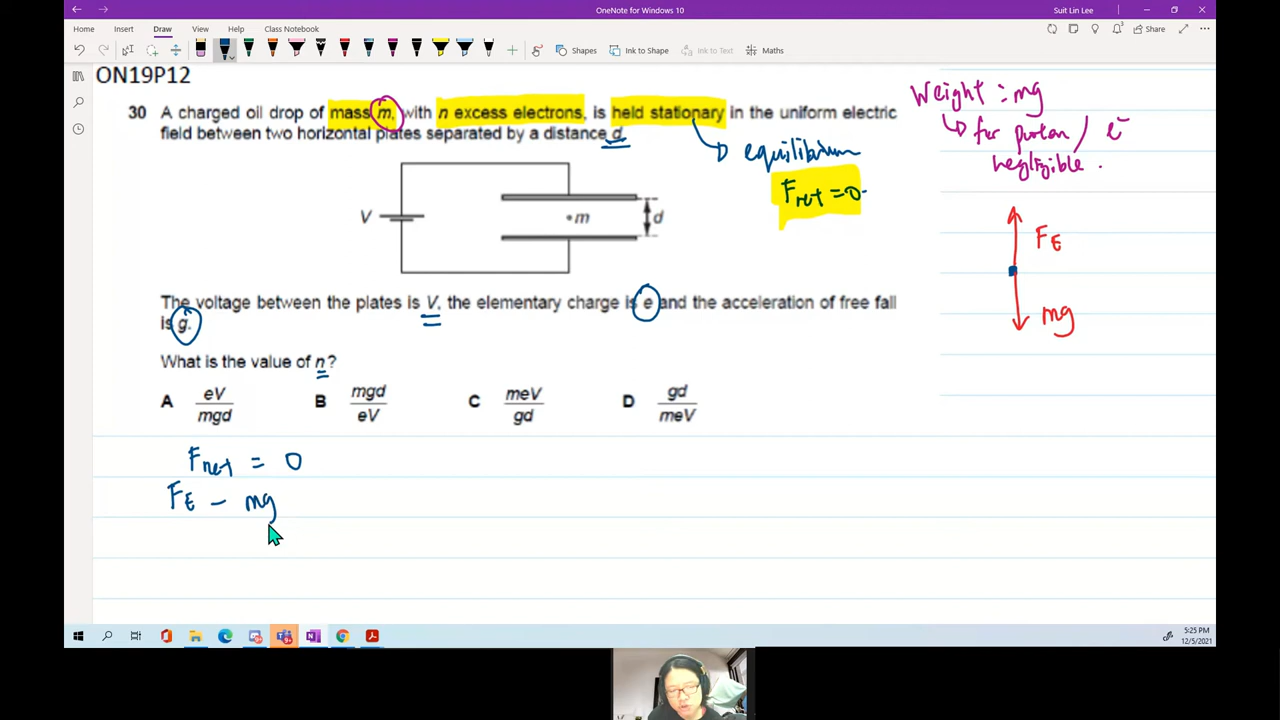 OneNote for Windows 10
Suit Lin Lee
Home Insert Draw View Help Class Notebook
Share
Shapes Ink to Shape Ink to Text Maths
ON19P12
30 A charged oil drop of mass m, with n excess electrons, is held stationary in the uniform electric
field between two horizontal plates separated by a distance d.
Weight : mg
↳ for proton / e⁻
negligible.
equilibrium
Fnet = 0
V
m
d
FE
mg
The voltage between the plates is V, the elementary charge is e and the acceleration of free fall
is g.
What is the value of n?
A eV/mgd B mgd/eV C meV/gd D gd/meV
Fnet = 0
FE - mg
5:25 PM
12/5/2021